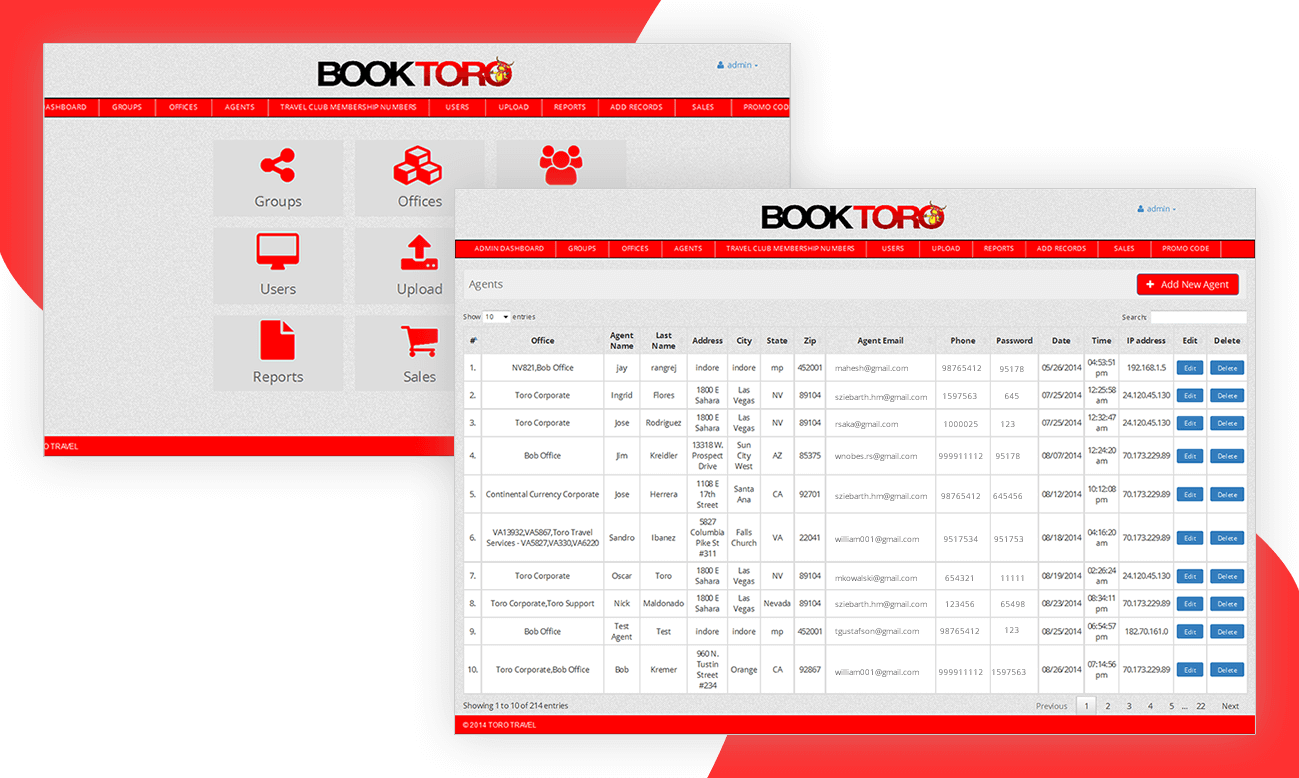 BOOKTORO
admin
ASHBOARD GROUPS OFFICES AGENTS TRAVEL CLUB MEMBERSHIP NUMBERS USERS UPLOAD REPORTS ADD RECORDS SALES PROMO COD
Groups Offices
Users Upload
Reports Sales
O TRAVEL
BOOKTORO
admin
ADMIN DASHBOARD GROUPS OFFICES AGENTS TRAVEL CLUB MEMBERSHIP NUMBERS USERS UPLOAD REPORTS ADD RECORDS SALES PROMO CODE
Agents + Add New Agent
Show 10 entries Search:
# Office Agent Name Last Name Address City State Zip Agent Email Phone Password Date Time IP address Edit Delete
1. NV821,Bob Office jay rangrej indore indore mp 452001 mahesh@gmail.com 98765412 95178 05/26/2014 04:53:51 pm 192.168.1.5 Edit Delete
2. Toro Corporate Ingrid Flores 1800 E Sahara Las Vegas NV 89104 sziebarth.hm@gmail.com 1597563 645 07/25/2014 12:25:58 am 24.120.45.130 Edit Delete
3. Toro Corporate Jose Rodriguez 1800 E Sahara Las Vegas NV 89104 rsaka@gmail.com 1000025 123 07/25/2014 12:32:47 am 24.120.45.130 Edit Delete
4. Bob Office Jim Kreidler 13318 W. Prospect Drive Sun City West AZ 85375 wnobes.rs@gmail.com 999911112 95178 08/07/2014 12:24:20 am 70.173.229.89 Edit Delete
5. Continental Currency Corporate Jose Herrera 1108 E 17th Street Santa Ana CA 92701 sziebarth.hm@gmail.com 98765412 645456 08/12/2014 10:12:08 pm 70.173.229.89 Edit Delete
6. VA13932,VA5867,Toro Travel Services - VA5827,VA330,VA6220 Sandro Ibanez 5827 Columbia Pike St #311 Falls Church VA 22041 william001@gmail.com 9517534 951753 08/18/2014 04:16:20 am 70.173.229.89 Edit Delete
7. Toro Corporate Oscar Toro 1800 E Sahara Las Vegas NV 89104 mkowalski@gmail.com 654321 11111 08/19/2014 02:26:24 am 24.120.45.130 Edit Delete
8. Toro Corporate,Toro Support Nick Maldonado 1800 E Sahara Las Vegas Nevada 89104 sziebarth.hm@gmail.com 123456 65498 08/23/2014 08:34:11 pm 70.173.229.89 Edit Delete
9. Bob Office Test Agent Test indore indore mp 452001 tgustafson@gmail.com 98765412 123 08/25/2014 06:54:57 pm 182.70.161.0 Edit Delete
10. Toro Corporate,Bob Office Bob Kremer 960 N. Tustin Street #234 Orange CA 92867 william001@gmail.com 999911112 1597563 08/26/2014 07:14:56 pm 70.173.229.89 Edit Delete
Showing 1 to 10 of 214 entries Previous 1 2 3 4 5 ... 22 Next
© 2014 TORO TRAVEL